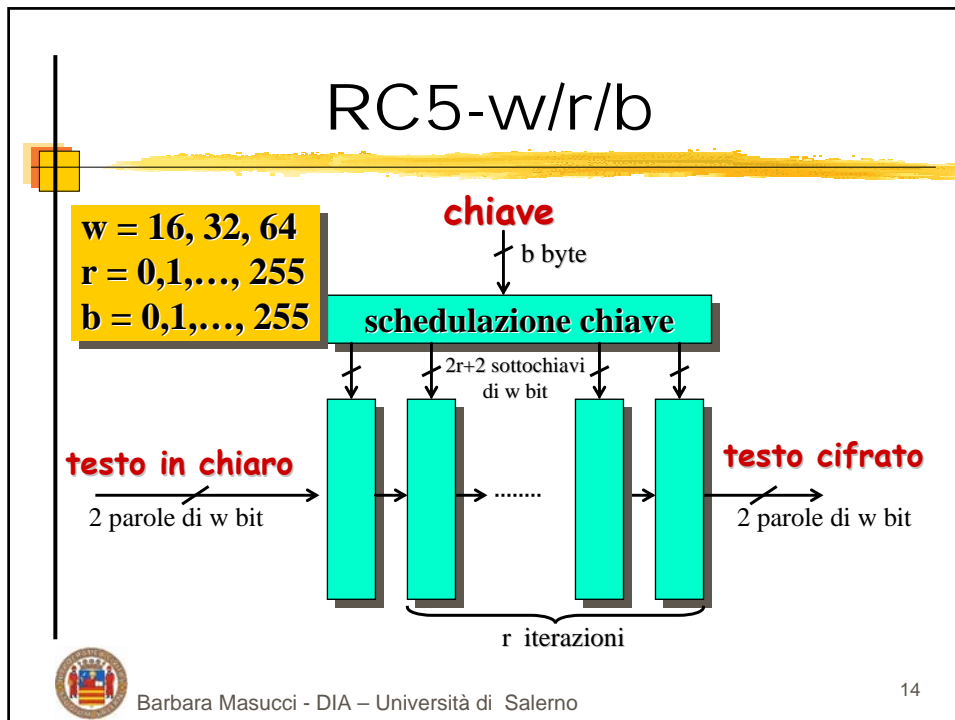 RC5-w/r/b
w = 16, 32, 64
r = 0,1,…, 255
b = 0,1,…, 255
chiave
b byte
schedulazione chiave
2r+2 sottochiavi
di w bit
testo in chiaro
2 parole di w bit
........
testo cifrato
2 parole di w bit
r iterazioni
Barbara Masucci - DIA – Università di Salerno
14